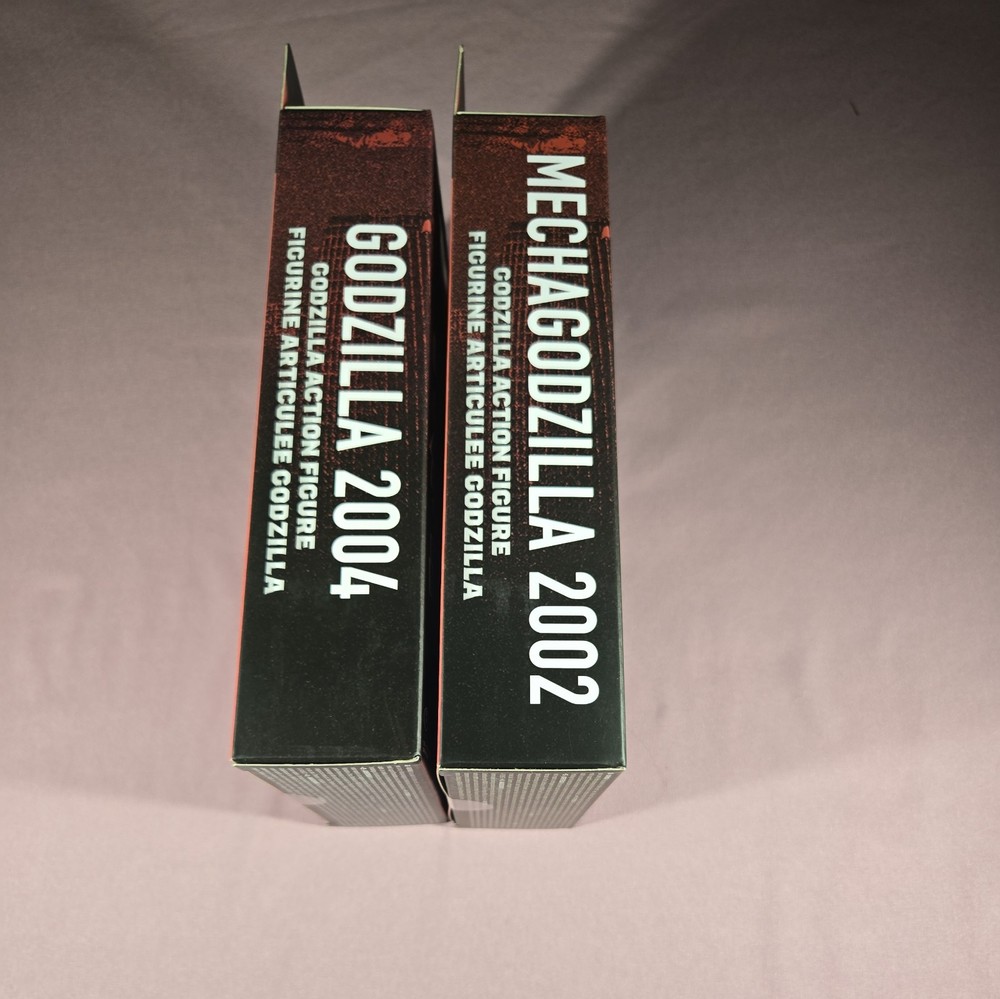 GODZILLA 2004
GODZILLA ACTION FIGURE
FIGURINE ARTICULEE GODZILLA
MECHAGODZILLA 2002
GODZILLA ACTION FIGURE
FIGURINE ARTICULEE GODZILLA